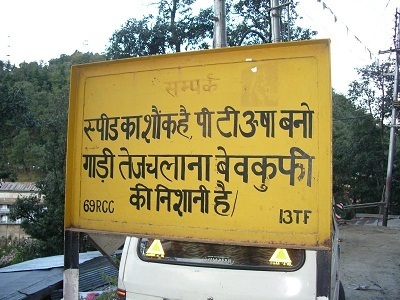 सम्पर्क
स्पीड का शौक है, पी टी उषा बनो
गाड़ी तेज चलाना बेवकुफी
की निशानी है/
69RCC 13TF